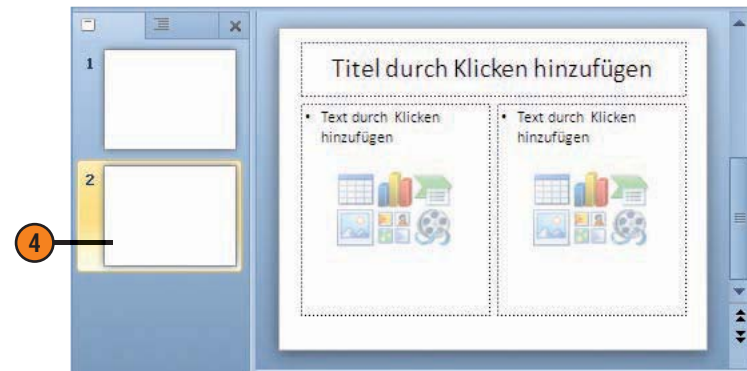 1
2
4
Titel durch Klicken hinzufügen
• Text durch Klicken
hinzufügen
• Text durch Klicken
hinzufügen